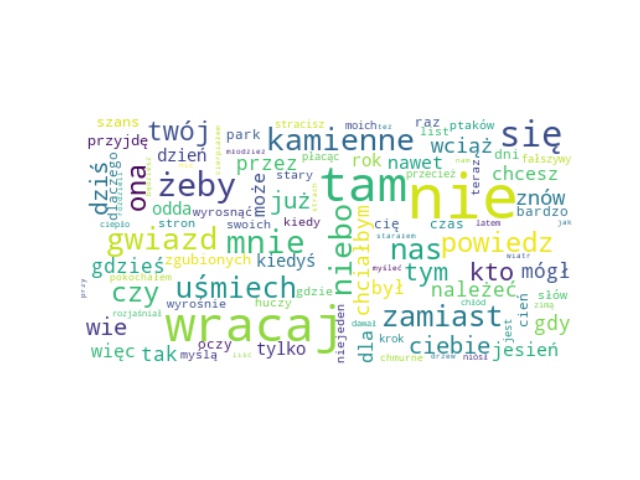 szans
twój
stracisz
moich
też
raz
list
ptaków
się
przyjdę
park
kamienne
wciąż
dzień
przez
płacąc
rok
nawet
dni
fałszywy
dziś
dlaczego
ona
żeby
może
stary
już
tam
nie
przecież
teraz
chcesz
znów
odda
wyrosnąć
bardzo
ciepło
stron
swoich
kiedy
niebo
chciałbym
cię
czas
latem
jak
gwiazd
mnie
nas
powiedz
starałem
wiatr
gdzieś
zgubionych
kiedyś
myśleć
tym
kto
mógł
pokochałem
przy
czy
uśmiech
gdzie
był
należeć
słów
zimą
wyrośnie
huczy
chłód
rozjaśniał
wracaj
niejeden
zamiast
jest
cień
gdy
wie
dla
damał
krok
ciebie
jesień
więc
tak
myślą
oczy
tylko
chmurne
drzew
niósł